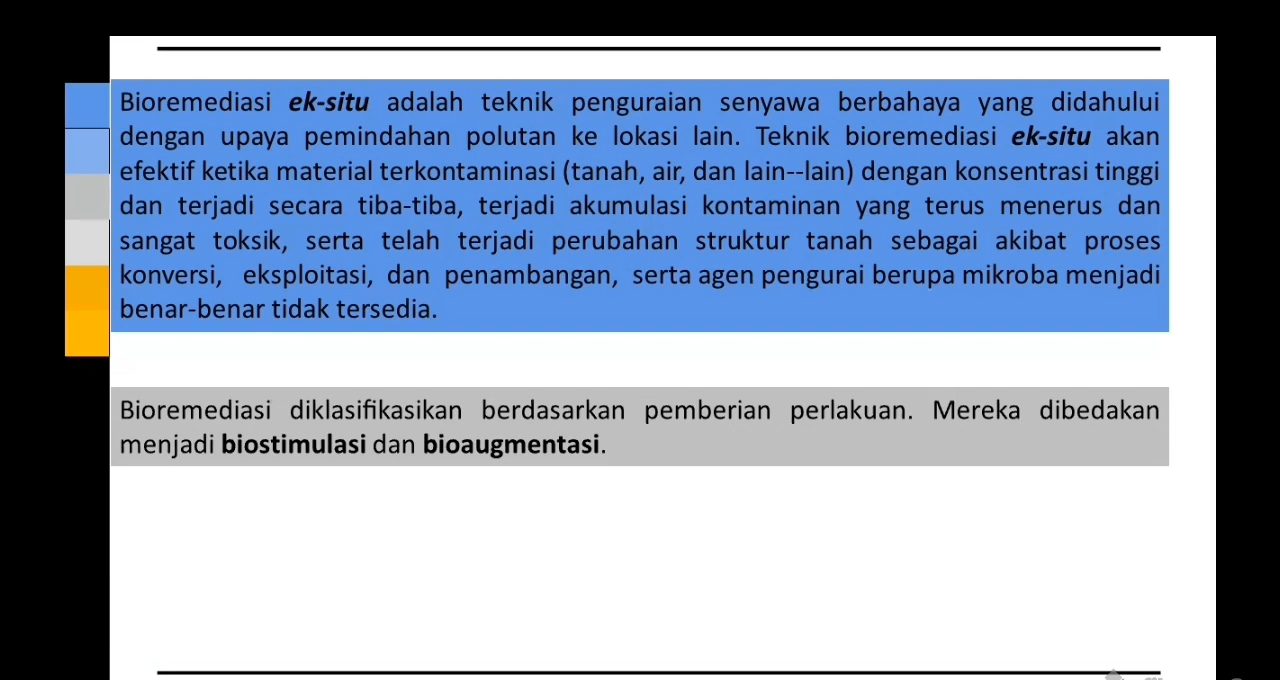 Bioremediasi ek-situ adalah teknik penguraian senyawa berbahaya yang didahului
dengan upaya pemindahan polutan ke lokasi lain. Teknik bioremediasi ek-situ akan
efektif ketika material terkontaminasi (tanah, air, dan lain--lain) dengan konsentrasi tinggi
dan terjadi secara tiba-tiba, terjadi akumulasi kontaminan yang terus menerus dan
sangat toksik, serta telah terjadi perubahan struktur tanah sebagai akibat proses
konversi, eksploitasi, dan penambangan, serta agen pengurai berupa mikroba menjadi
benar-benar tidak tersedia.
Bioremediasi diklasifikasikan berdasarkan pemberian perlakuan. Mereka dibedakan
menjadi biostimulasi dan bioaugmentasi.